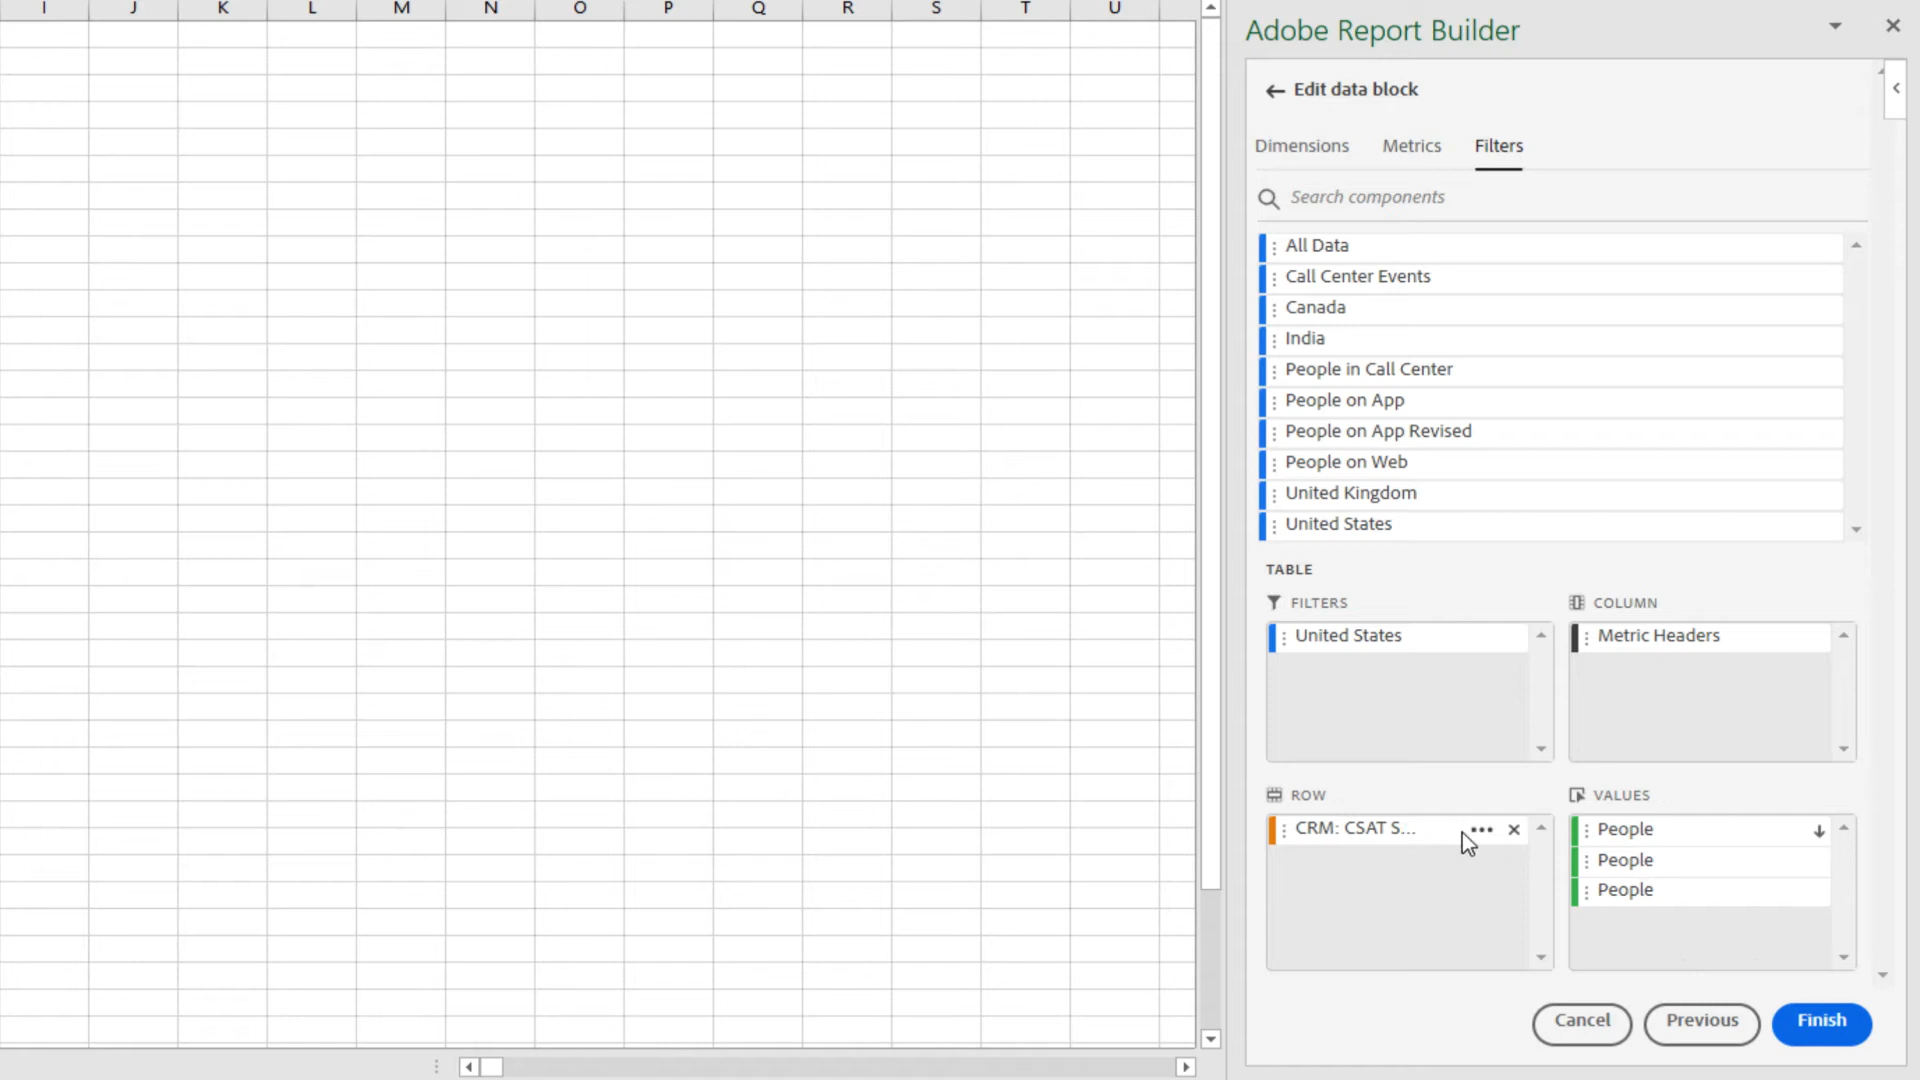 I J K L M N O P Q R S T U
Adobe Report Builder
Edit data block
Dimensions Metrics Filters
Search components
All Data
Call Center Events
Canada
India
People in Call Center
People on App
People on App Revised
People on Web
United Kingdom
United States
TABLE
FILTERS COLUMN
United States Metric Headers
ROW VALUES
CRM: CSAT S... People
People
People
Cancel Previous Finish